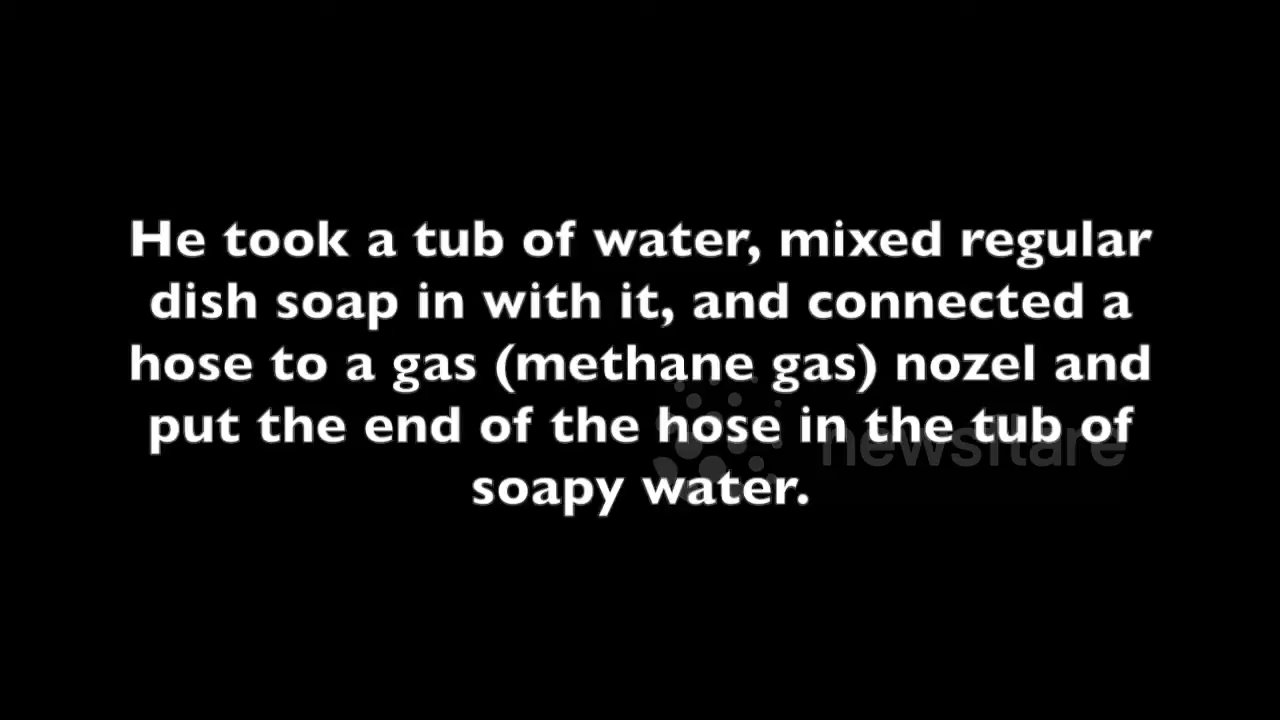 He took a tub of water, mixed regular
dish soap in with it, and connected a
hose to a gas (methane gas) nozel and
put the end of the hose in the tub of
soapy water.
newsflare